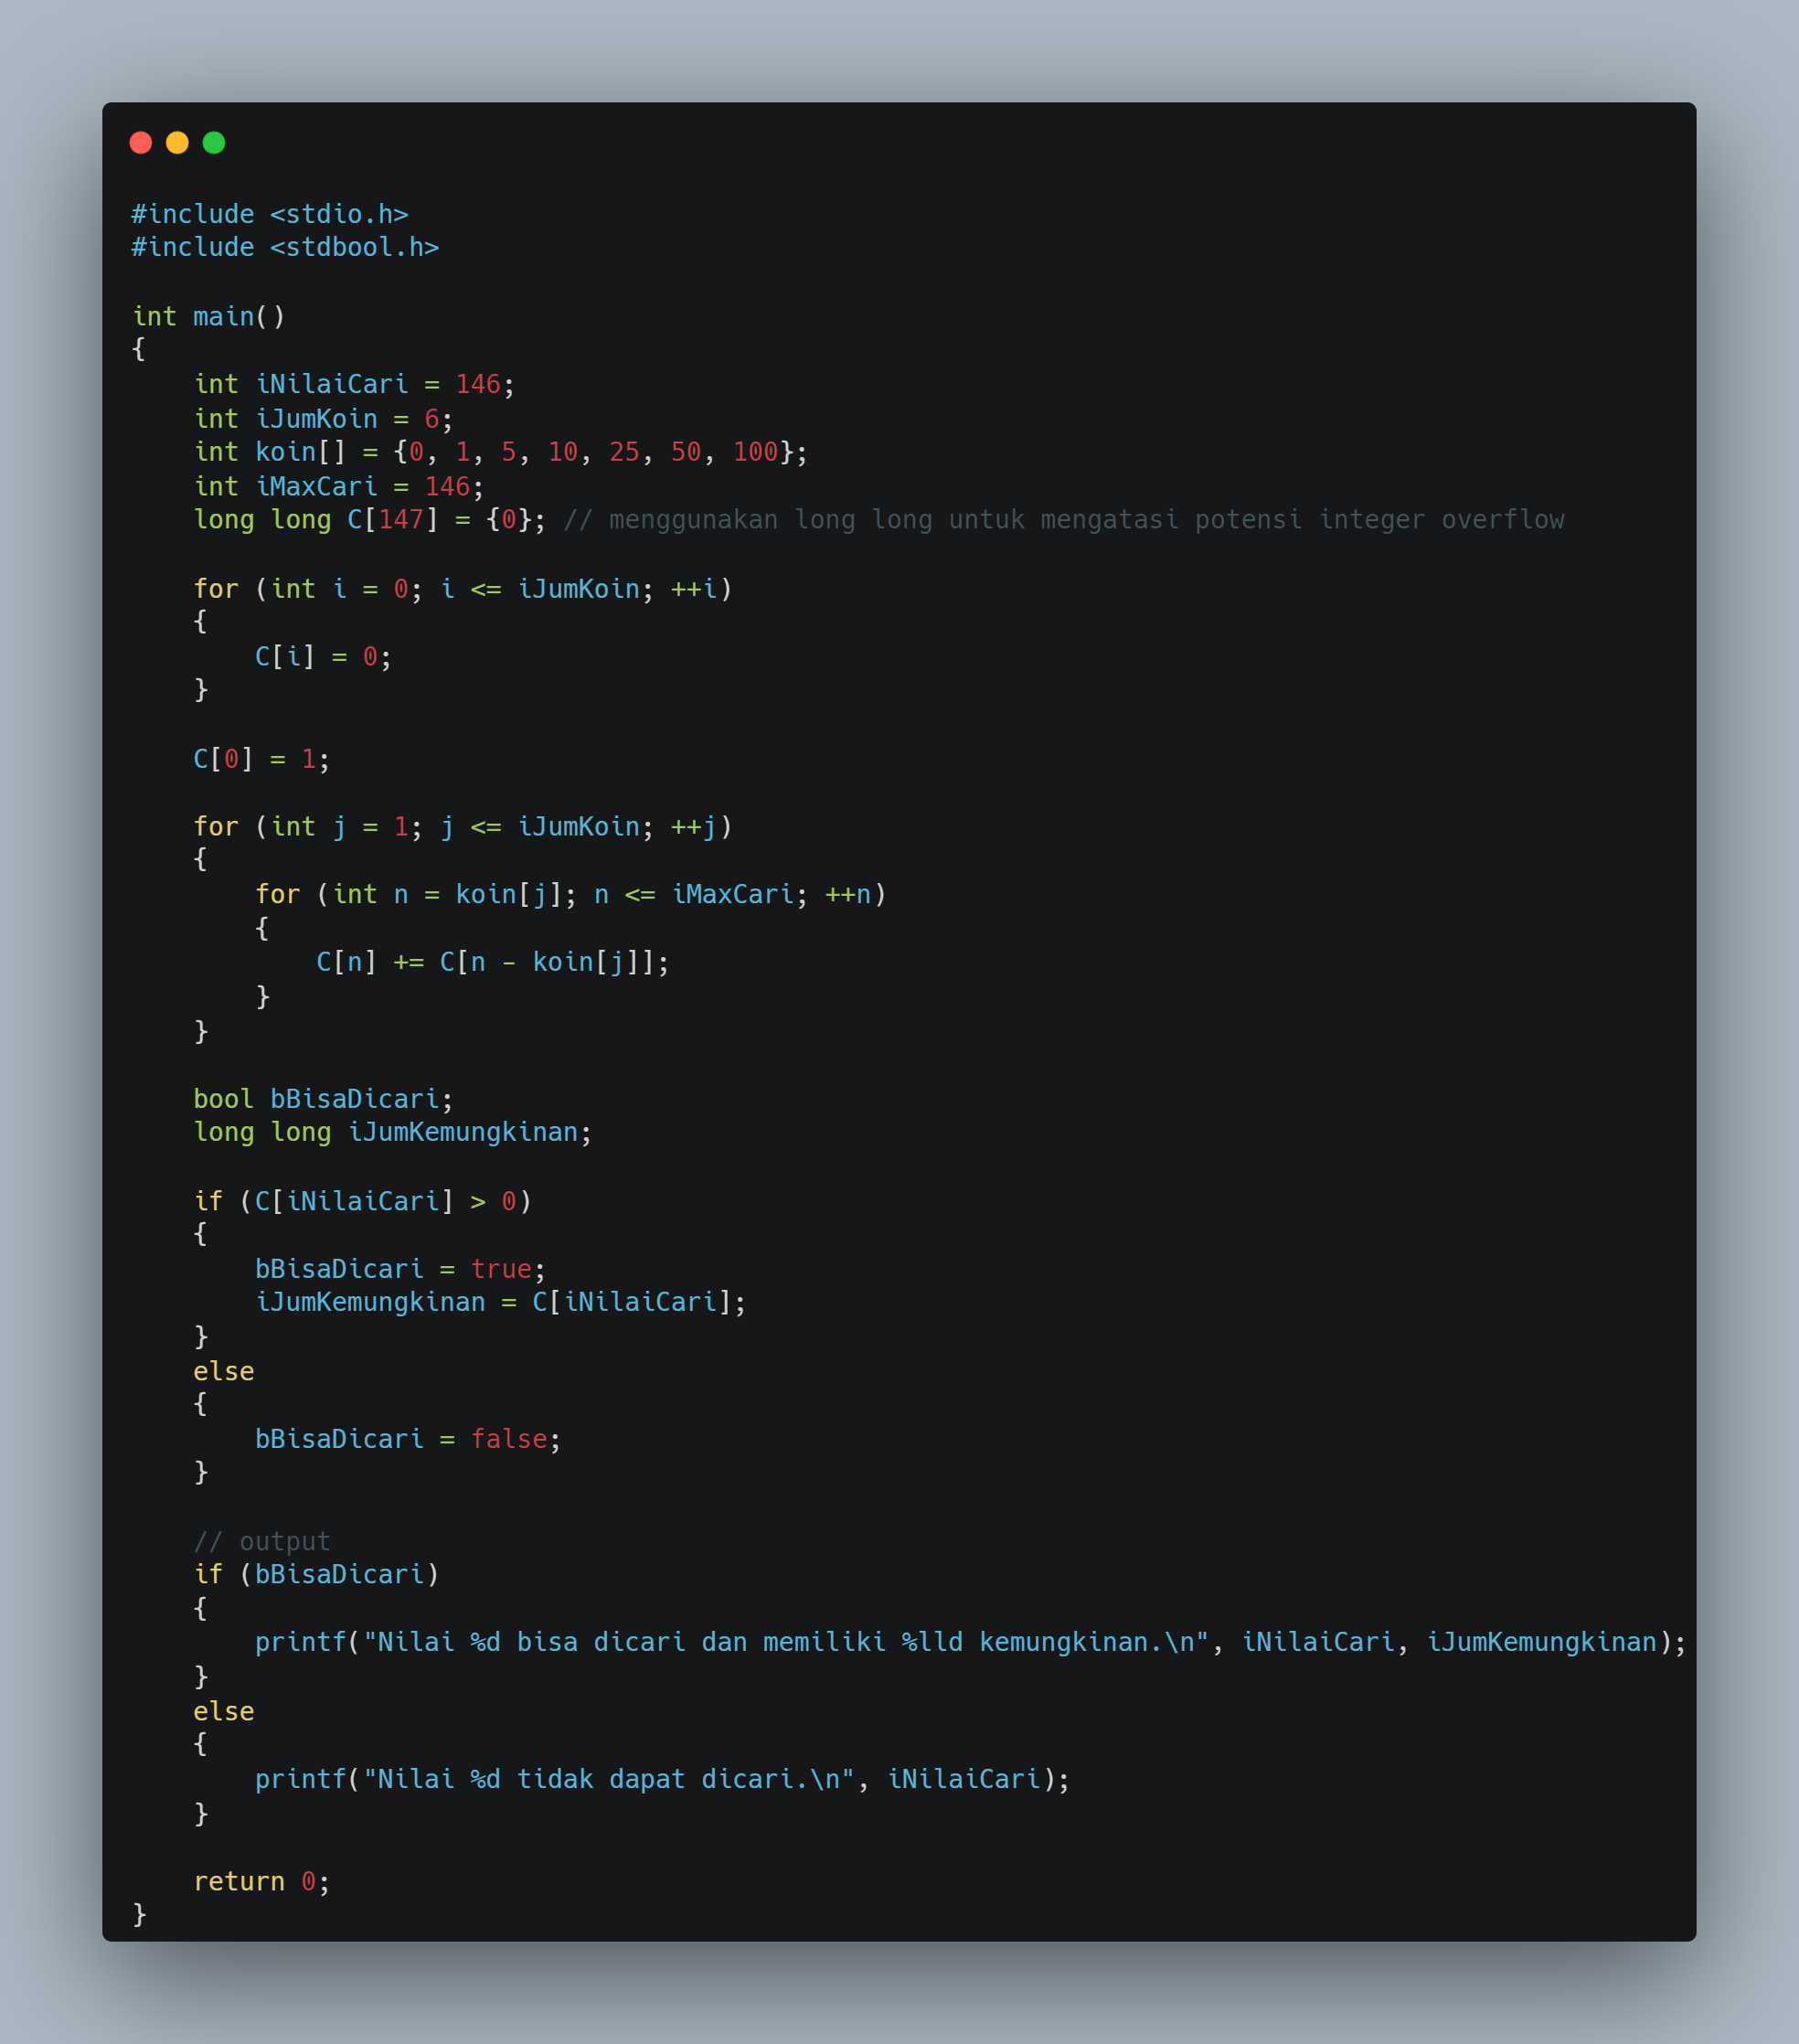 #include <stdio.h>
#include <stdbool.h>

int main()
{
    int iNilaiCari = 146;
    int iJumKoin = 6;
    int koin[] = {0, 1, 5, 10, 25, 50, 100};
    int iMaxCari = 146;
    long long C[147] = {0}; // menggunakan long long untuk mengatasi potensi integer overflow

    for (int i = 0; i <= iJumKoin; ++i)
    {
        C[i] = 0;
    }

    C[0] = 1;

    for (int j = 1; j <= iJumKoin; ++j)
    {
        for (int n = koin[j]; n <= iMaxCari; ++n)
        {
            C[n] += C[n - koin[j]];
        }
    }

    bool bBisaDicari;
    long long iJumKemungkinan;

    if (C[iNilaiCari] > 0)
    {
        bBisaDicari = true;
        iJumKemungkinan = C[iNilaiCari];
    }
    else
    {
        bBisaDicari = false;
    }

    // output
    if (bBisaDicari)
    {
        printf("Nilai %d bisa dicari dan memiliki %lld kemungkinan.\n", iNilaiCari, iJumKemungkinan);
    }
    else
    {
        printf("Nilai %d tidak dapat dicari.\n", iNilaiCari);
    }

    return 0;
}